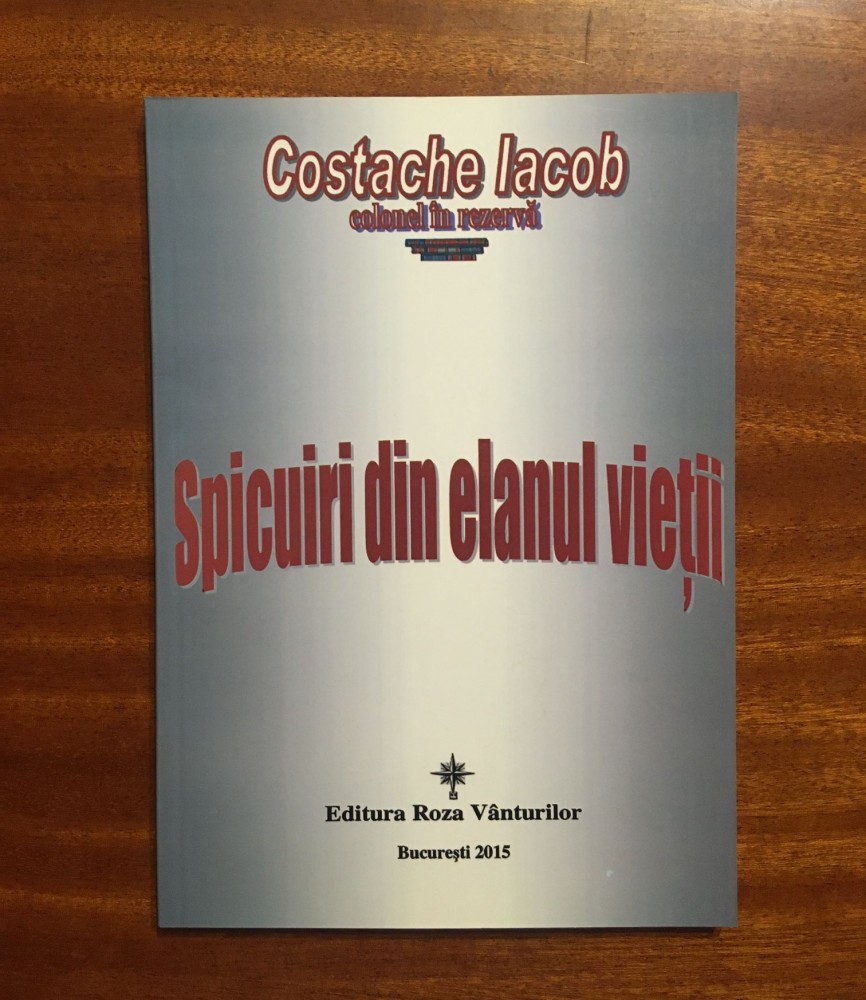 Costache Iacob
colonel în rezervă
Spicuiri din elanul vieții
Editura Roza Vânturilor
București 2015